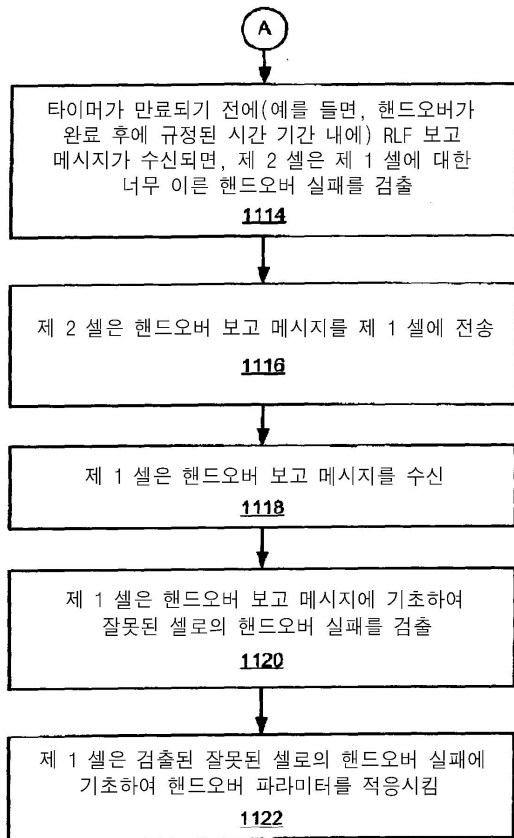 A
타이머가 만료되기 전에(예를 들면, 핸드오버가
완료 후에 규정된 시간 기간 내에) RLF 보고
메시지가 수신되면, 제 2 셀은 제 1 셀에 대한
너무 이른 핸드오버 실패를 검출
1114
제 2 셀은 핸드오버 보고 메시지를 제 1 셀에 전송
1116
제 1 셀은 핸드오버 보고 메시지를 수신
1118
제 1 셀은 핸드오버 보고 메시지에 기초하여
잘못된 셀로의 핸드오버 실패를 검출
1120
제 1 셀은 검출된 잘못된 셀로의 핸드오버 실패에
기초하여 핸드오버 파라미터를 적응시킴
1122